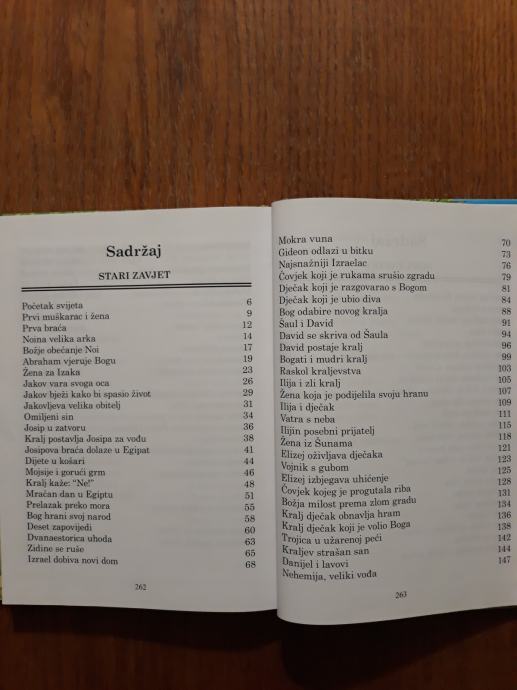 Sadržaj
STARI ZAVJET
Početak svijeta 6
Prvi muškarac i žena 9
Prva braća 12
Noina velika arka 14
Božje obećanje Noi 17
Abraham vjeruje Bogu 19
Žena za Izaka 23
Jakov vara svoga oca 26
Jakov bježi kako bi spasio život 29
Jakovljeva velika obitelj 31
Omiljeni sin 34
Josip u zatvoru 36
Kralj postavlja Josipa za vođu 38
Josipova braća dolaze u Egipat 41
Dijete u košari 44
Mojsije i gorući grm 46
Kralj kaže: "Ne!" 48
Mračan dan u Egiptu 51
Prelazak preko mora 55
Bog hrani svoj narod 58
Deset zapovijedi 60
Dvanaestorica uhoda 63
Zidine se ruše 65
Izrael dobiva novi dom 68
262
Mokra vuna 70
Gideon odlazi u bitku 73
Najsnažniji Izraelac 76
Čovjek koji je rukama srušio zgradu 79
Dječak koji je razgovarao s Bogom 81
Dječak koji je ubio diva 84
Bog odabire novog kralja 88
Šaul i David 91
David se skriva od Šaula 94
David postaje kralj 96
Bogati i mudri kralj 99
Raskol kraljevstva 103
Ilija i zli kralj 105
Žena koja je podijelila svoju hranu 107
Ilija i dječak 109
Vatra s neba 111
Ilijin posebni prijatelj 115
Žena iz Šunama 118
Elizej oživljava dječaka 121
Vojnik s gubom 123
Elizej izbjegava uhićenje 125
Čovjek kojeg je progutala riba 128
Božja milost prema zlom gradu 131
Kralj dječak obnavlja hram 134
Kralj dječak koji je volio Boga 136
Trojica u užarenoj peći 138
Kraljev strašan san 142
Danijel i lavovi 144
Nehemija, veliki vođa 147
263